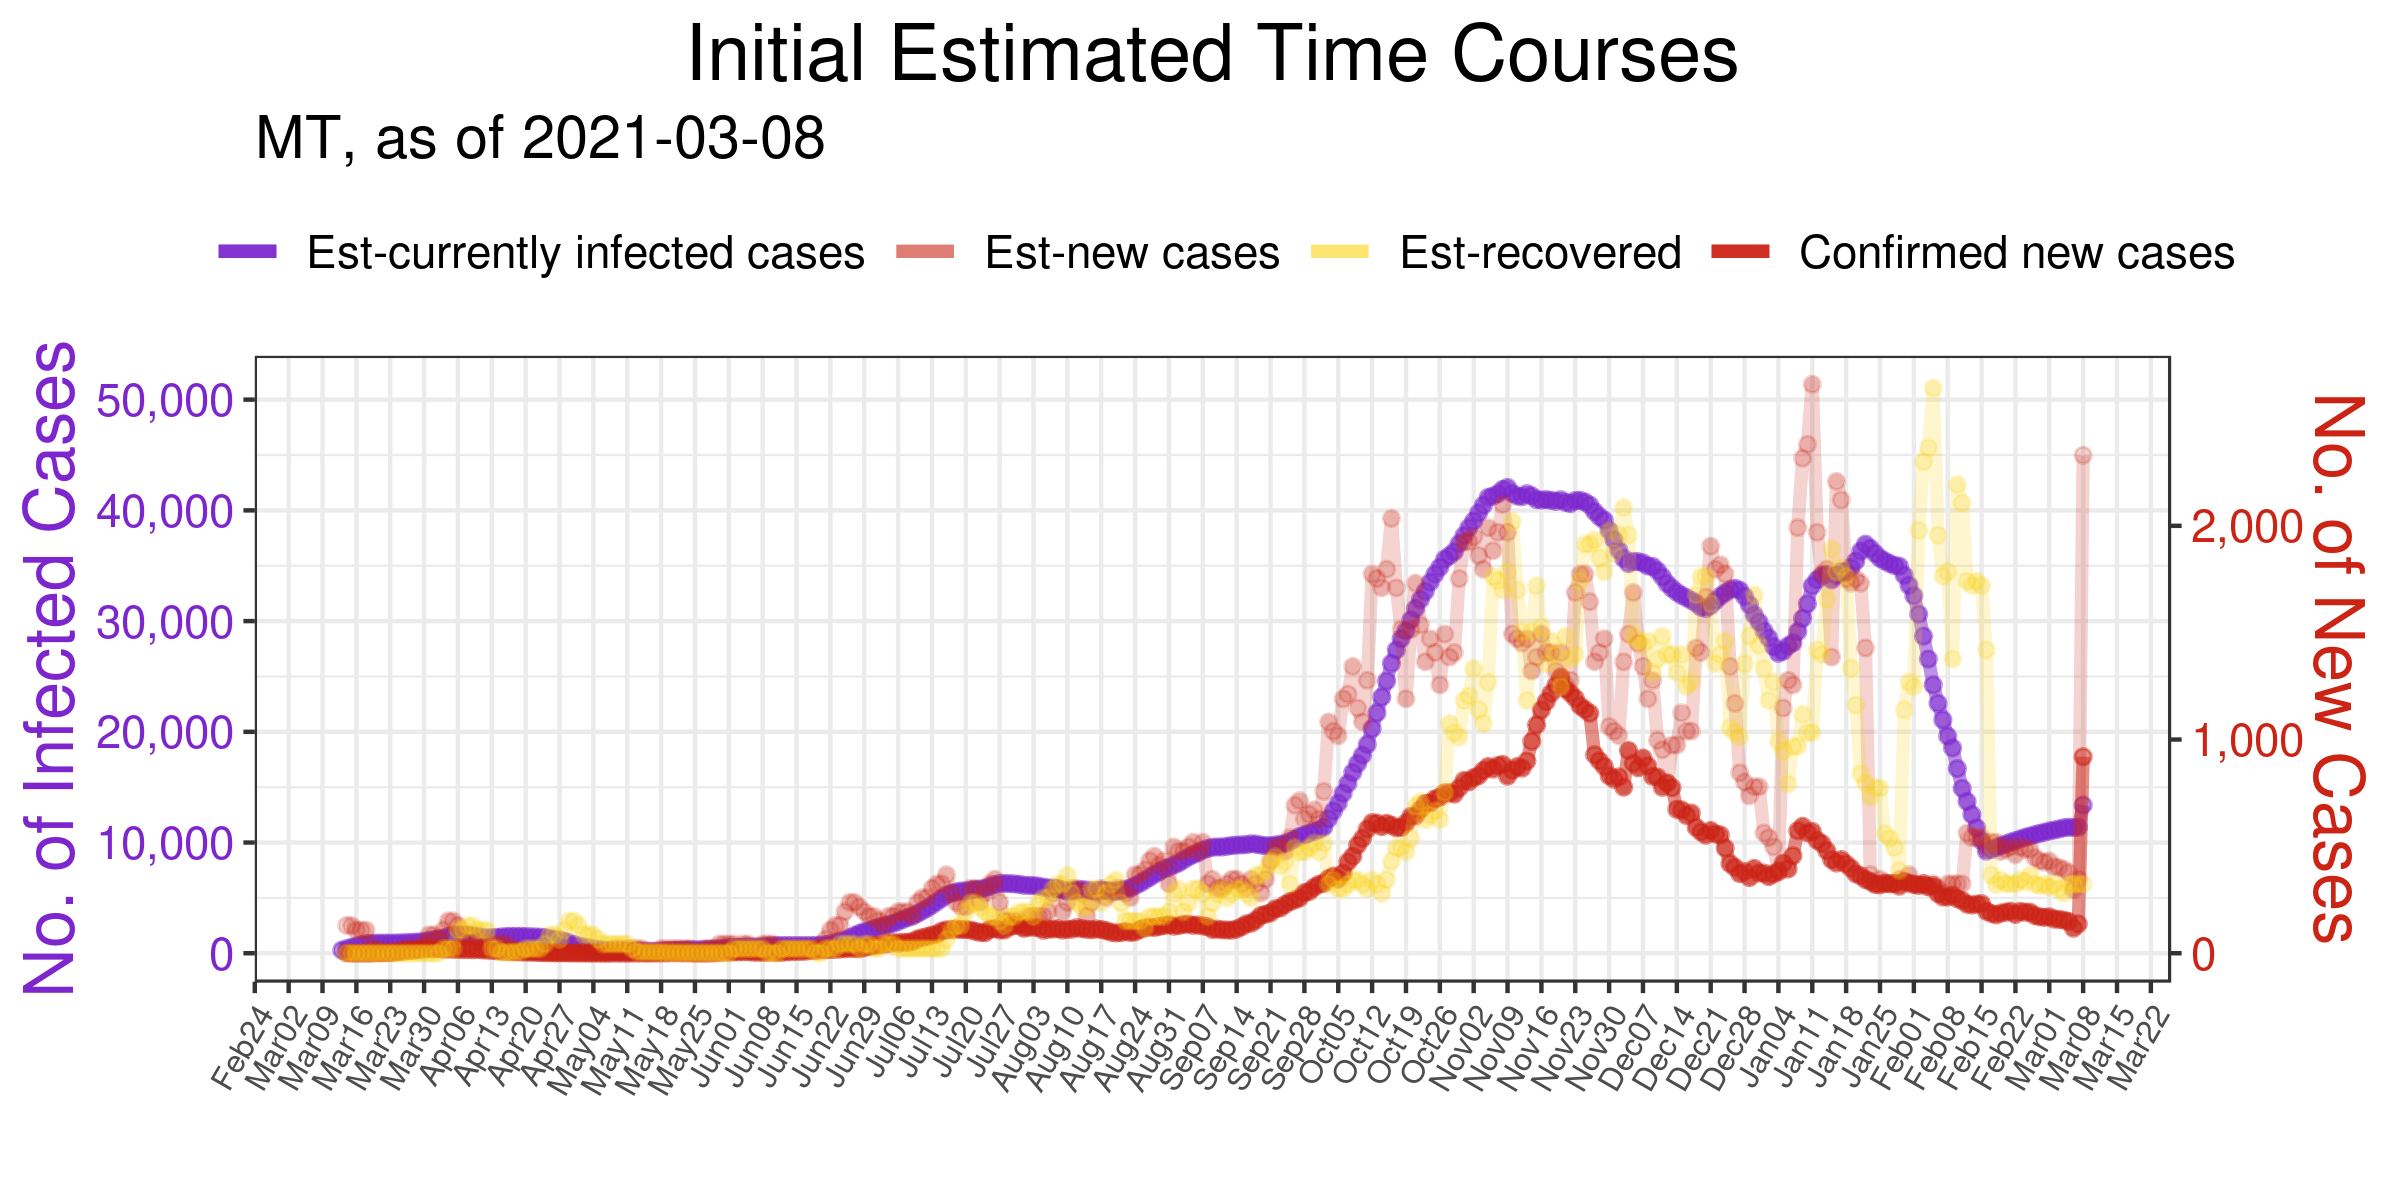 Initial Estimated Time Courses
MT, as of 2021-03-08
Est-currently infected cases
Est-new cases
Est-recovered
Confirmed new cases
No. of Infected Cases
50,000
40,000
30,000
20,000
10,000
0
No. of New Cases
2,000
1,000
0
Feb24
Mar02
Mar09
Mar16
Mar23
Mar30
Apr06
Apr13
Apr20
Apr27
May04
May11
May18
May25
Jun01
Jun08
Jun15
Jun22
Jun29
Jul06
Jul13
Jul20
Jul27
Aug03
Aug10
Aug17
Aug24
Aug31
Sep07
Sep14
Sep21
Sep28
Oct05
Oct12
Oct19
Oct26
Nov02
Nov09
Nov16
Nov23
Nov30
Dec07
Dec14
Dec21
Dec28
Jan04
Jan11
Jan18
Jan25
Feb01
Feb08
Feb15
Feb22
Mar01
Mar08
Mar15
Mar22